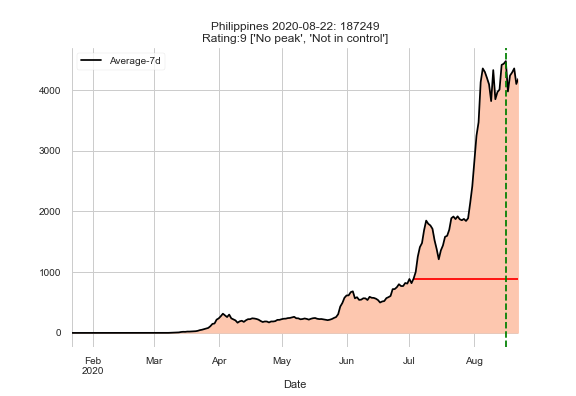 Philippines 2020-08-22: 187249
Rating:9 ['No peak', 'Not in control']
Average-7d
4000
3000
2000
1000
0
Feb
2020
Mar
Apr
May
Jun
Jul
Aug
Date